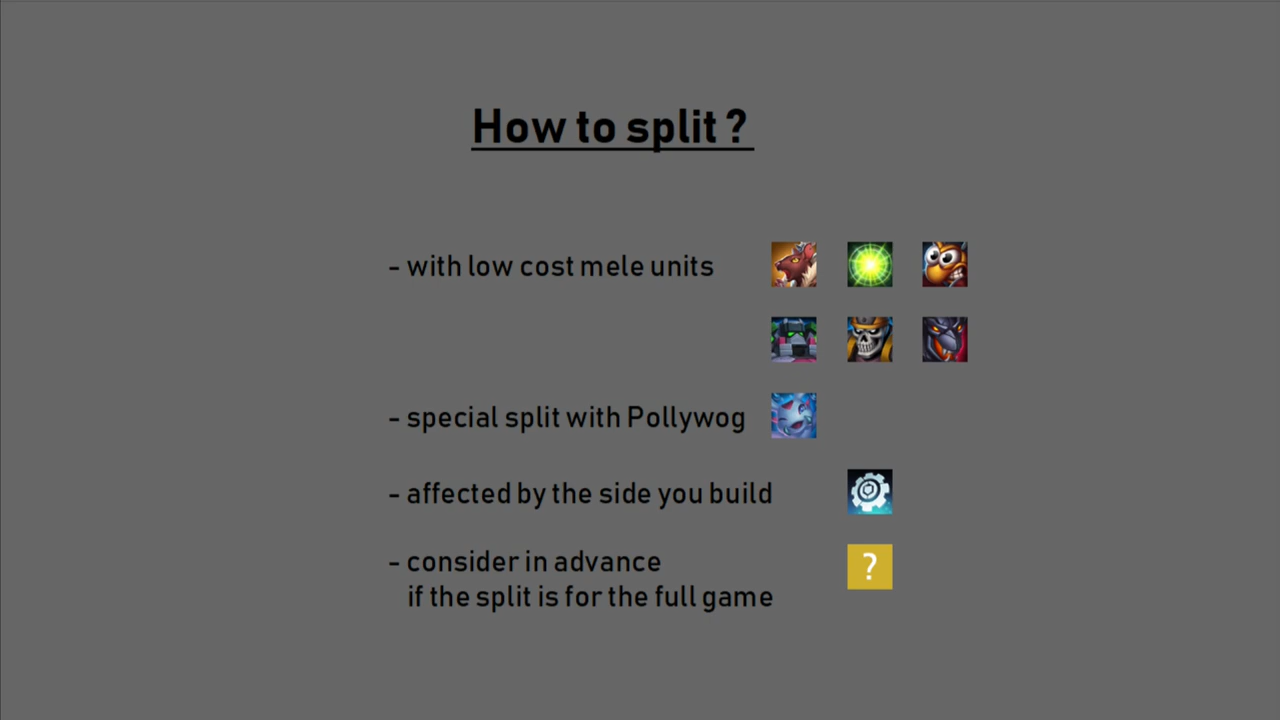 How to split ?
- with low cost mele units
- special split with Pollywog
- affected by the side you build
- consider in advance
if the split is for the full game
?